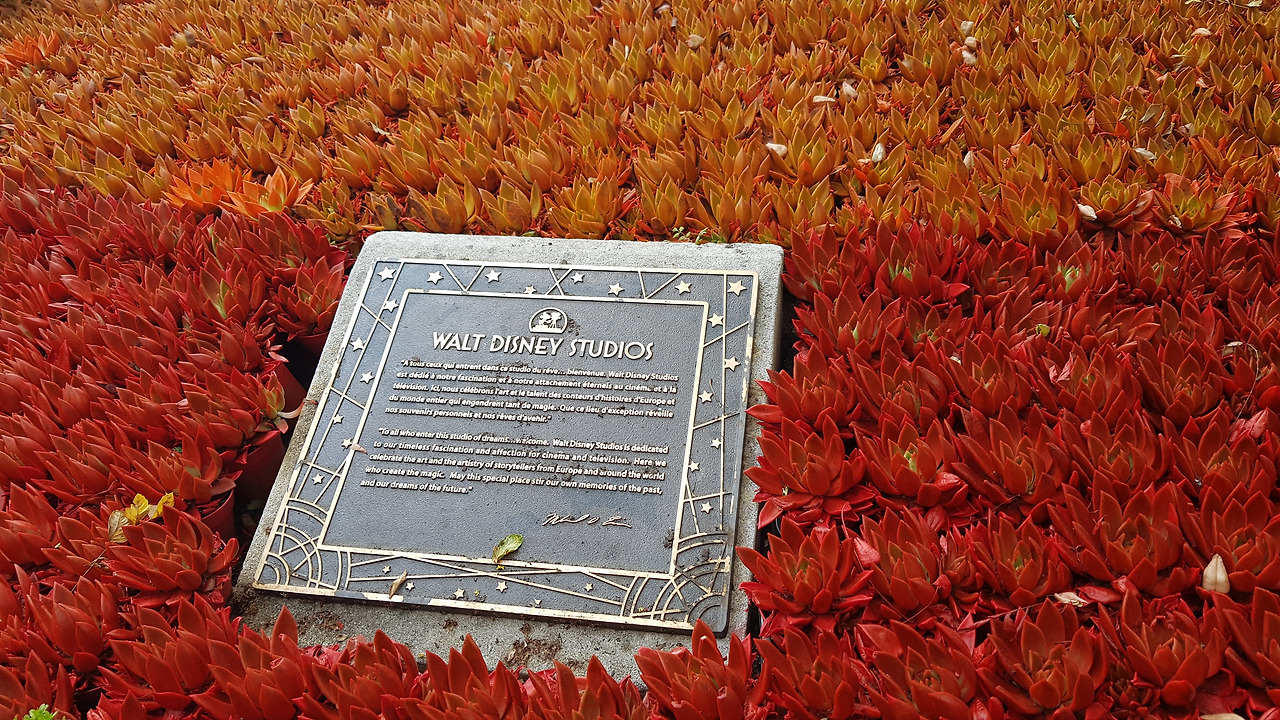 WALT DISNEY STUDIOS
"A tous ceux qui entrent dans ce studio du rêve... bienvenue. Walt Disney Studios
est dédié à notre fascination et à notre attachement éternels au cinéma et à la
télévision. Ici, nous célébrons l'art et le talent des conteurs d'histoires d'Europe et
du monde entier qui engendrent tant de magie. Que ce lieu d'exception réveille
nos souvenirs personnels et nos rêves d'avenir."
"To all who enter this studio of dreams...welcome. Walt Disney Studios is dedicated
to our timeless fascination and affection for cinema and television. Here we
celebrate the art and the artistry of storytellers from Europe and around the world
who create the magic. May this special place stir our own memories of the past,
and our dreams of the future."